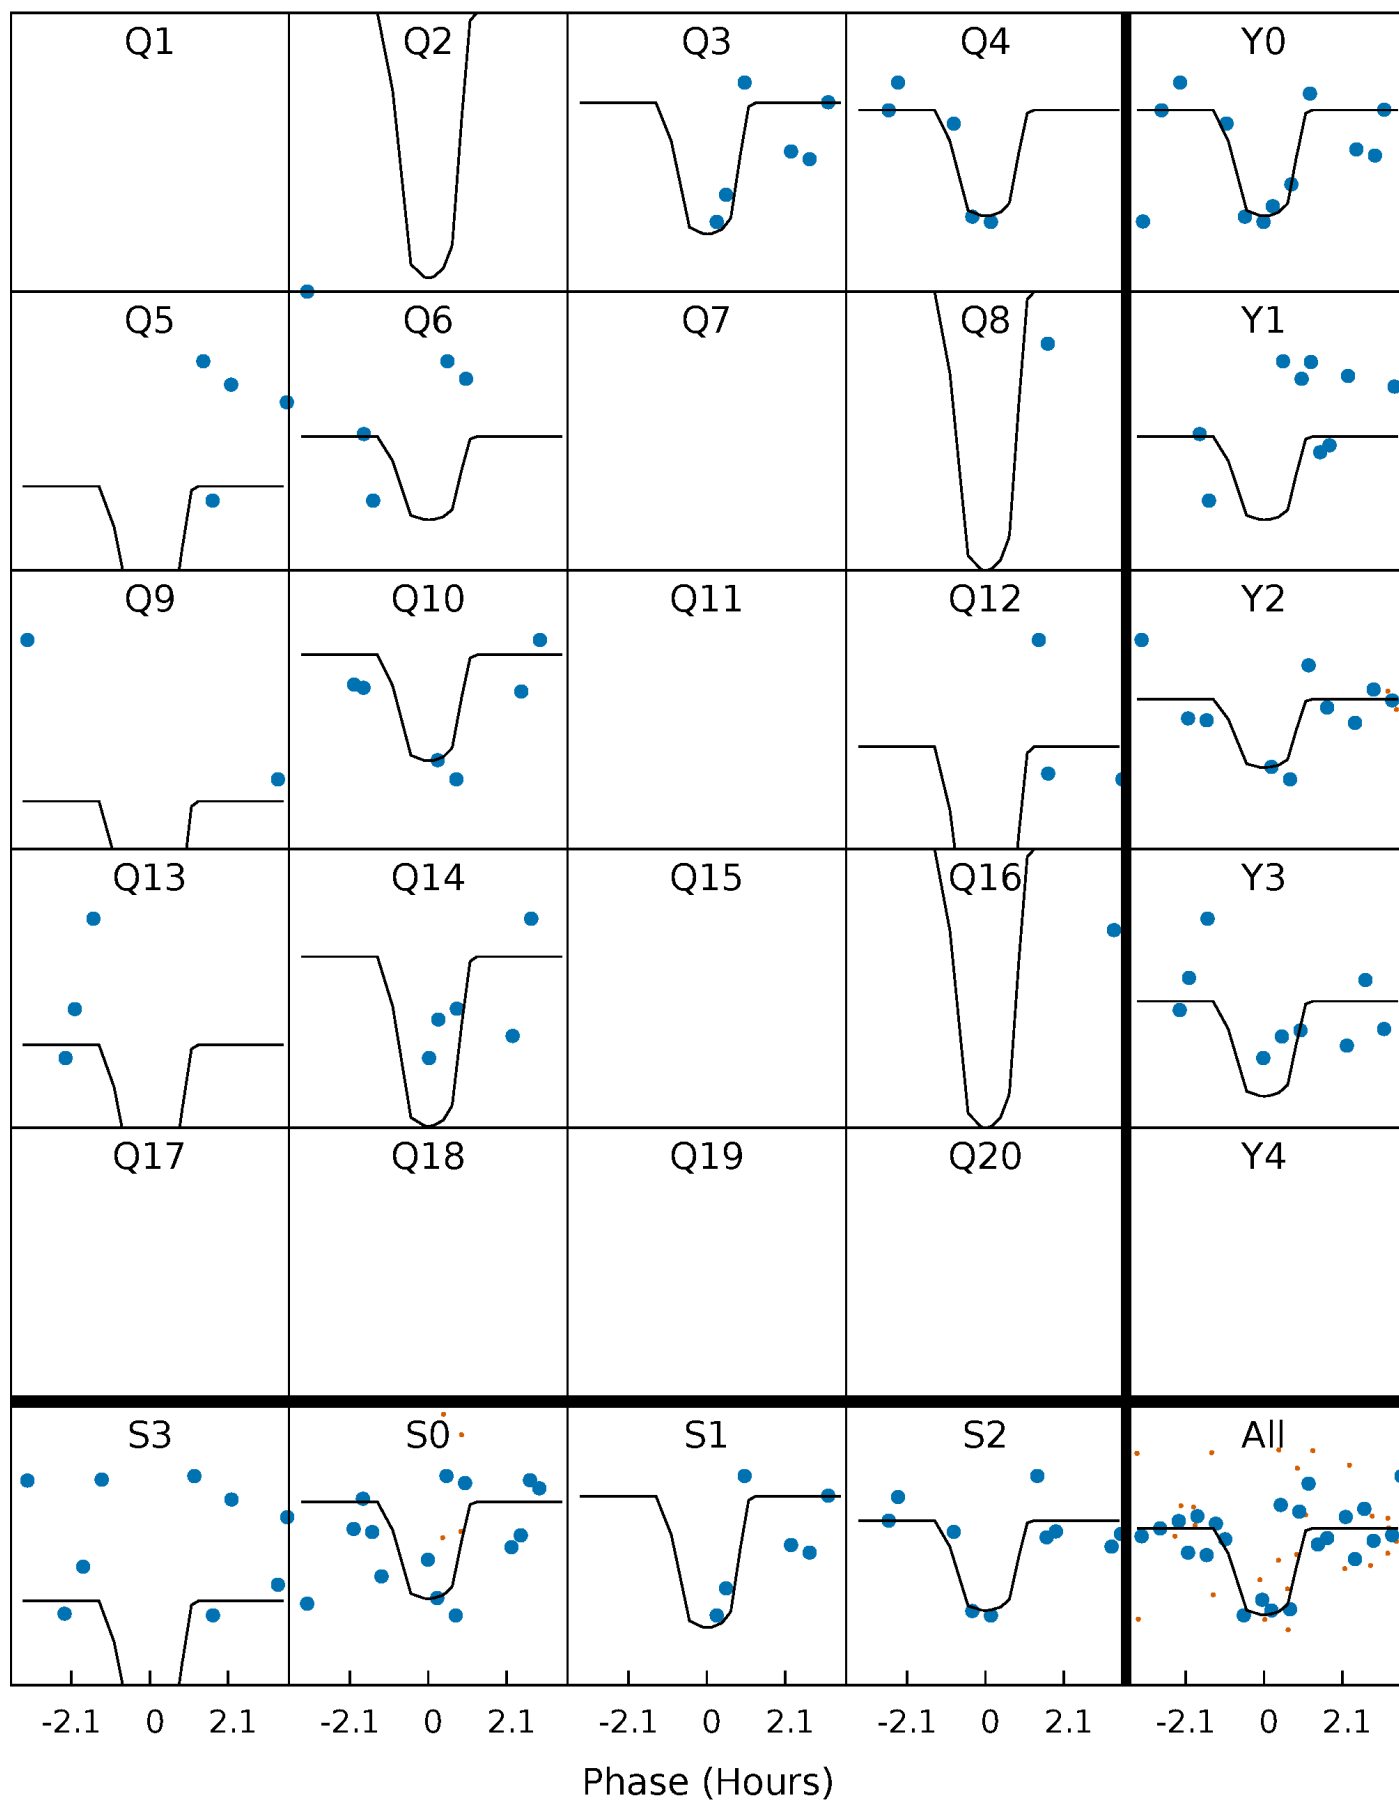 Q1 Q2 Q3 Q4 Y0
Q5 Q6 Q7 Q8 Y1
Q9 Q10 Q11 Q12 Y2
Q13 Q14 Q15 Q16 Y3
Q17 Q18 Q19 Q20 Y4
S3 S0 S1 S2 All
-2.1 0 2.1 -2.1 0 2.1 -2.1 0 2.1 -2.1 0 2.1 -2.1 0 2.1
Phase (Hours)